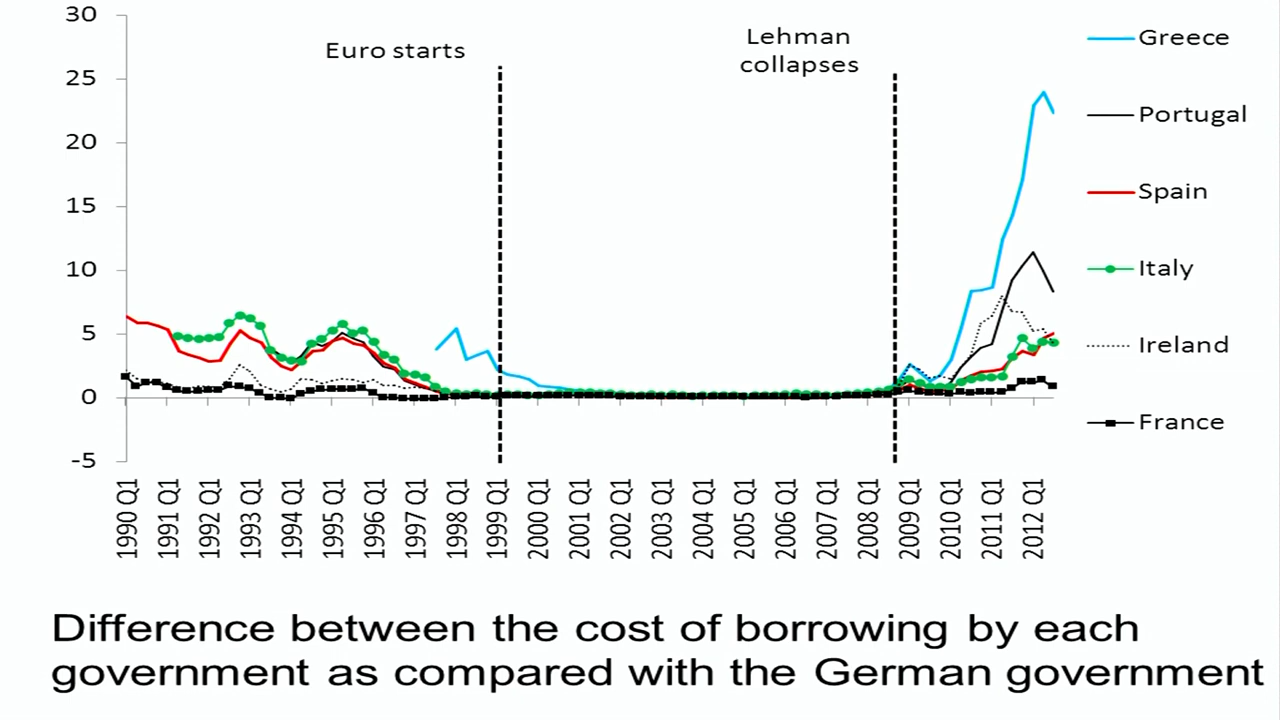 30
25
20
15
10
5
0
-5
Euro starts
Lehman
collapses
Greece
Portugal
Spain
Italy
Ireland
France
1990 Q1
1991 Q1
1992 Q1
1993 Q1
1994 Q1
1995 Q1
1996 Q1
1997 Q1
1998 Q1
1999 Q1
2000 Q1
2001 Q1
2002 Q1
2003 Q1
2004 Q1
2005 Q1
2006 Q1
2007 Q1
2008 Q1
2009 Q1
2010 Q1
2011 Q1
2012 Q1
Difference between the cost of borrowing by each
government as compared with the German government